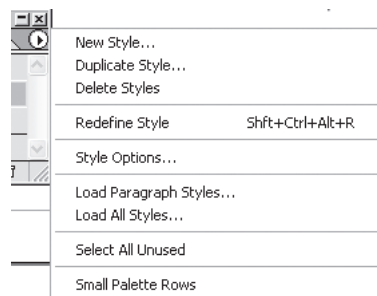 New Style...
Duplicate Style...
Delete Styles
Redefine Style Shft+Ctrl+Alt+R
Style Options...
Load Paragraph Styles...
Load All Styles...
Select All Unused
Small Palette Rows